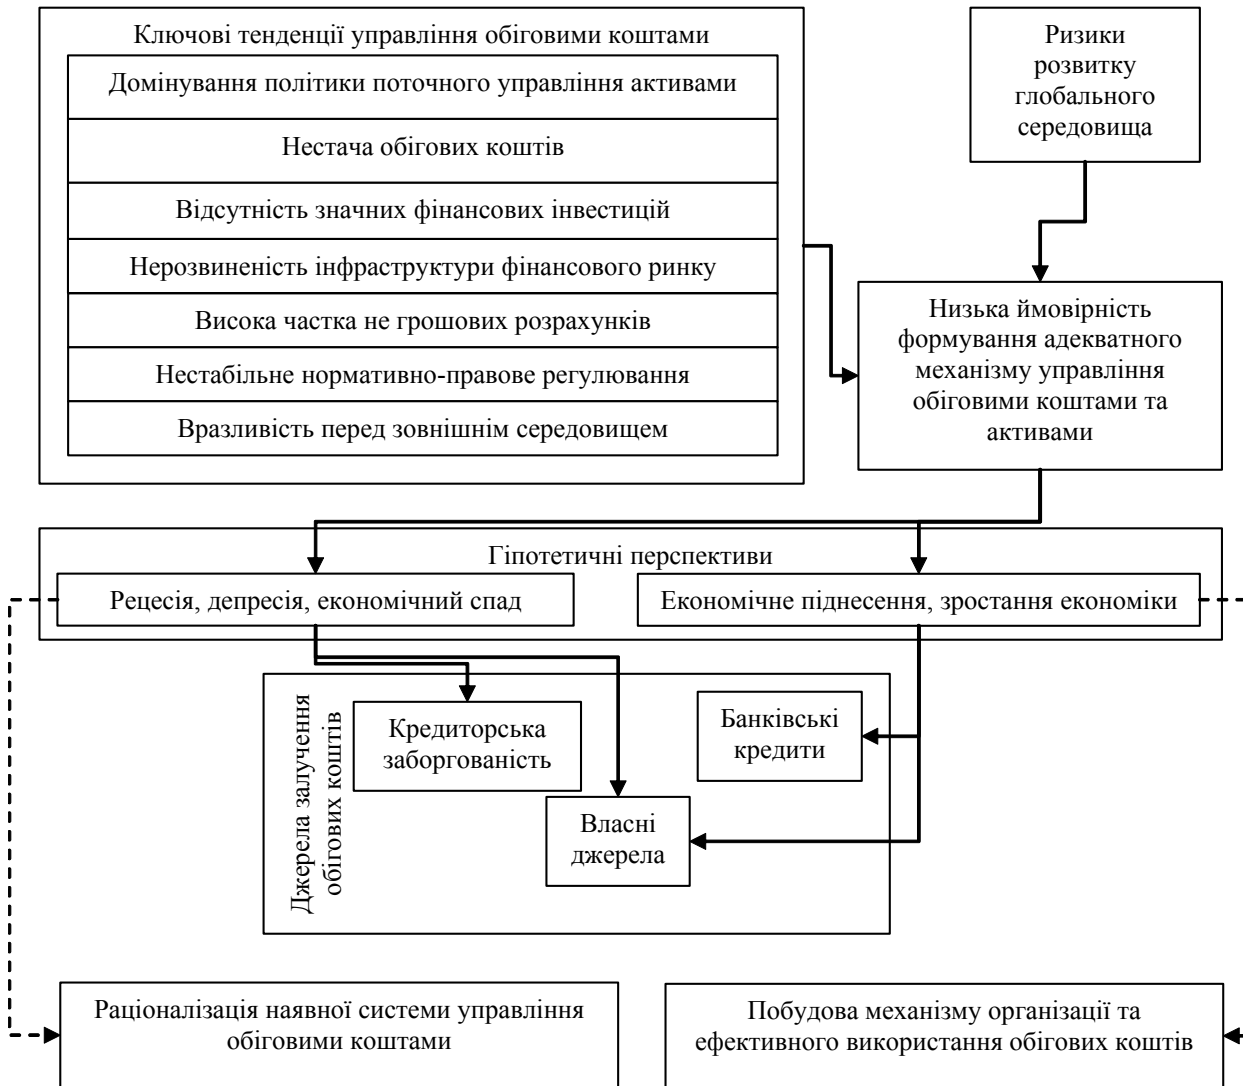 Ключові тенденції управління обіговими коштами
Домінування політики поточного управління активами
Нестача обігових коштів
Відсутність значних фінансових інвестицій
Нерозвиненість інфраструктури фінансового ринку
Висока частка не грошових розрахунків
Нестабільне нормативно-правове регулювання
Вразливість перед зовнішнім середовищем
Ризики
розвитку
глобального
середовища
Низька ймовірність
формування адекватного
механізму управління
обіговими коштами та
активами
Гіпотетичні перспективи
Рецесія, депресія, економічний спад
Економічне піднесення, зростання економіки
Джерела залучення
обігових коштів
Кредиторська
заборгованість
Банківські
кредити
Власні
джерела
Раціоналізація наявної системи управління
обіговими коштами
Побудова механізму організації та
ефективного використання обігових коштів